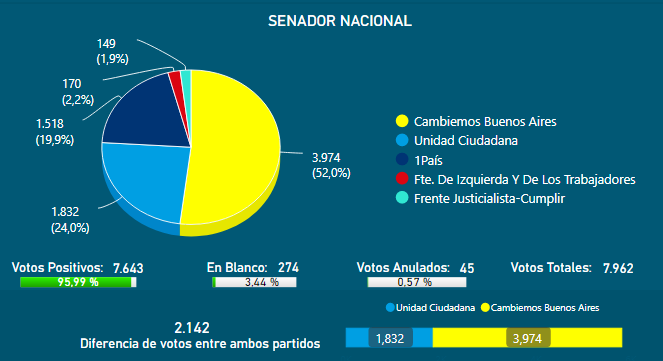 SENADOR NACIONAL
149
(1,9%)
170
(2,2%)
1.518
(19,9%)
1.832
(24,0%)
3.974
(52,0%)
Cambiemos Buenos Aires
Unidad Ciudadana
1País
Fte. De Izquierda Y De Los Trabajadores
Frente Justicialista-Cumplir
Votos Positivos: 7.643
95,99 %
En Blanco: 274
3,44 %
Votos Anulados: 45
0,57 %
Votos Totales: 7.962
Unidad Ciudadana Cambiemos Buenos Aires
2.142
Diferencia de votos entre ambos partidos
1,832 3,974